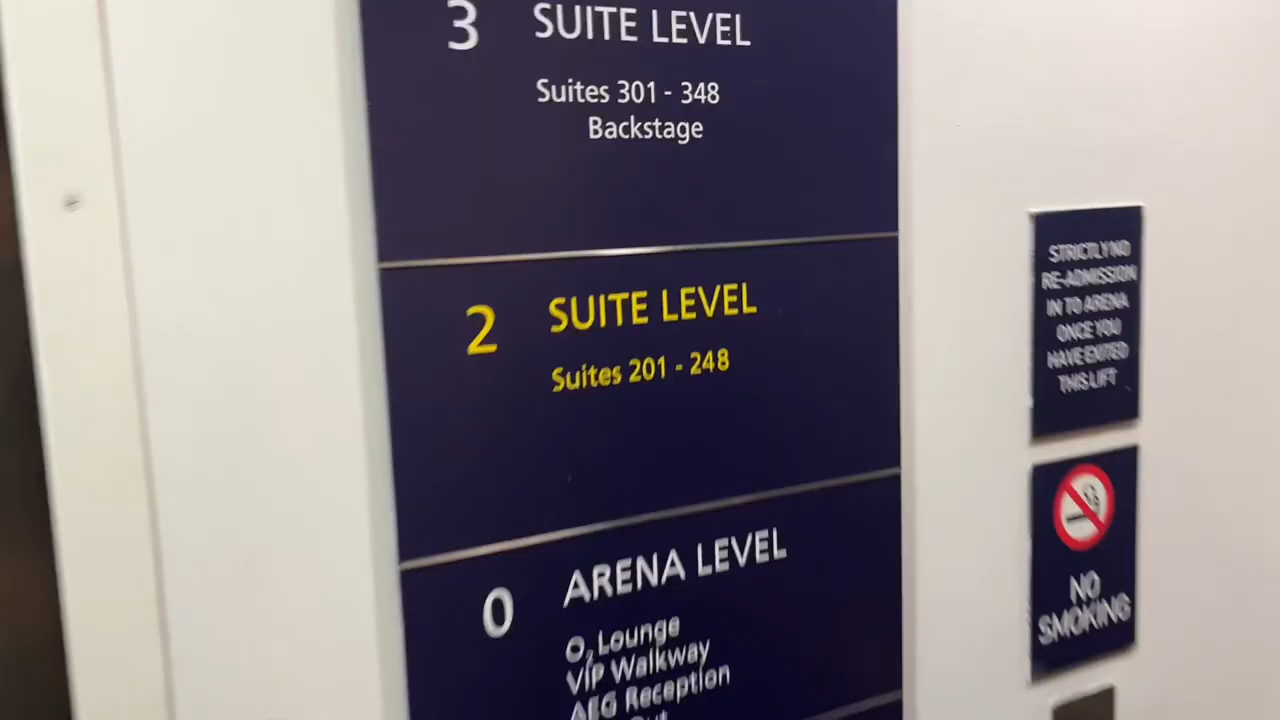 3 SUITE LEVEL
Suites 301 - 348
Backstage
2 SUITE LEVEL
Suites 201 - 248
0 ARENA LEVEL
O₂ Lounge
VIP Walkway
AEG Reception
STRICTLY NO
RE-ADMISSION
IN TO ARENA
ONCE YOU
HAVE EXITED
THIS LIFT
NO
SMOKING